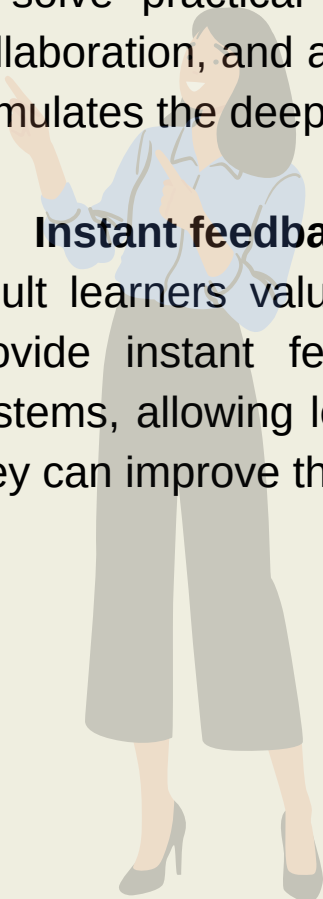 solve practical
llaboration, and a
mulates the deep
Instant feedba
ult learners valu
ovide instant fe
stems, allowing l
ey can improve th